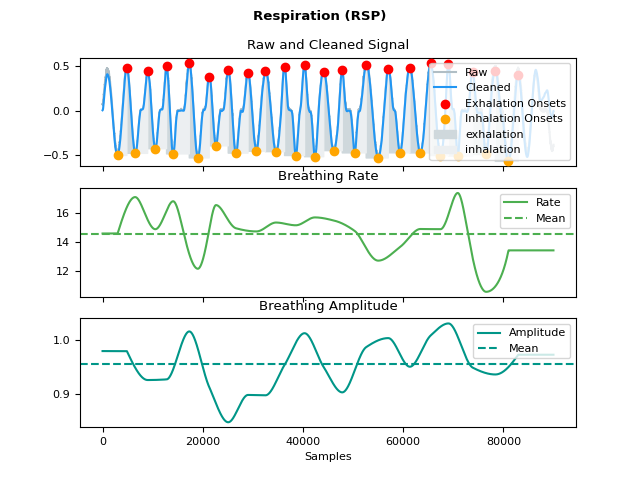 Respiration (RSP)
Raw and Cleaned Signal
0.5
0.0
−0.5
Raw
Cleaned
Exhalation Onsets
Inhalation Onsets
exhalation
inhalation
Breathing Rate
16
14
12
Rate
Mean
Breathing Amplitude
1.0
0.9
Amplitude
Mean
0 20000 40000 60000 80000
Samples